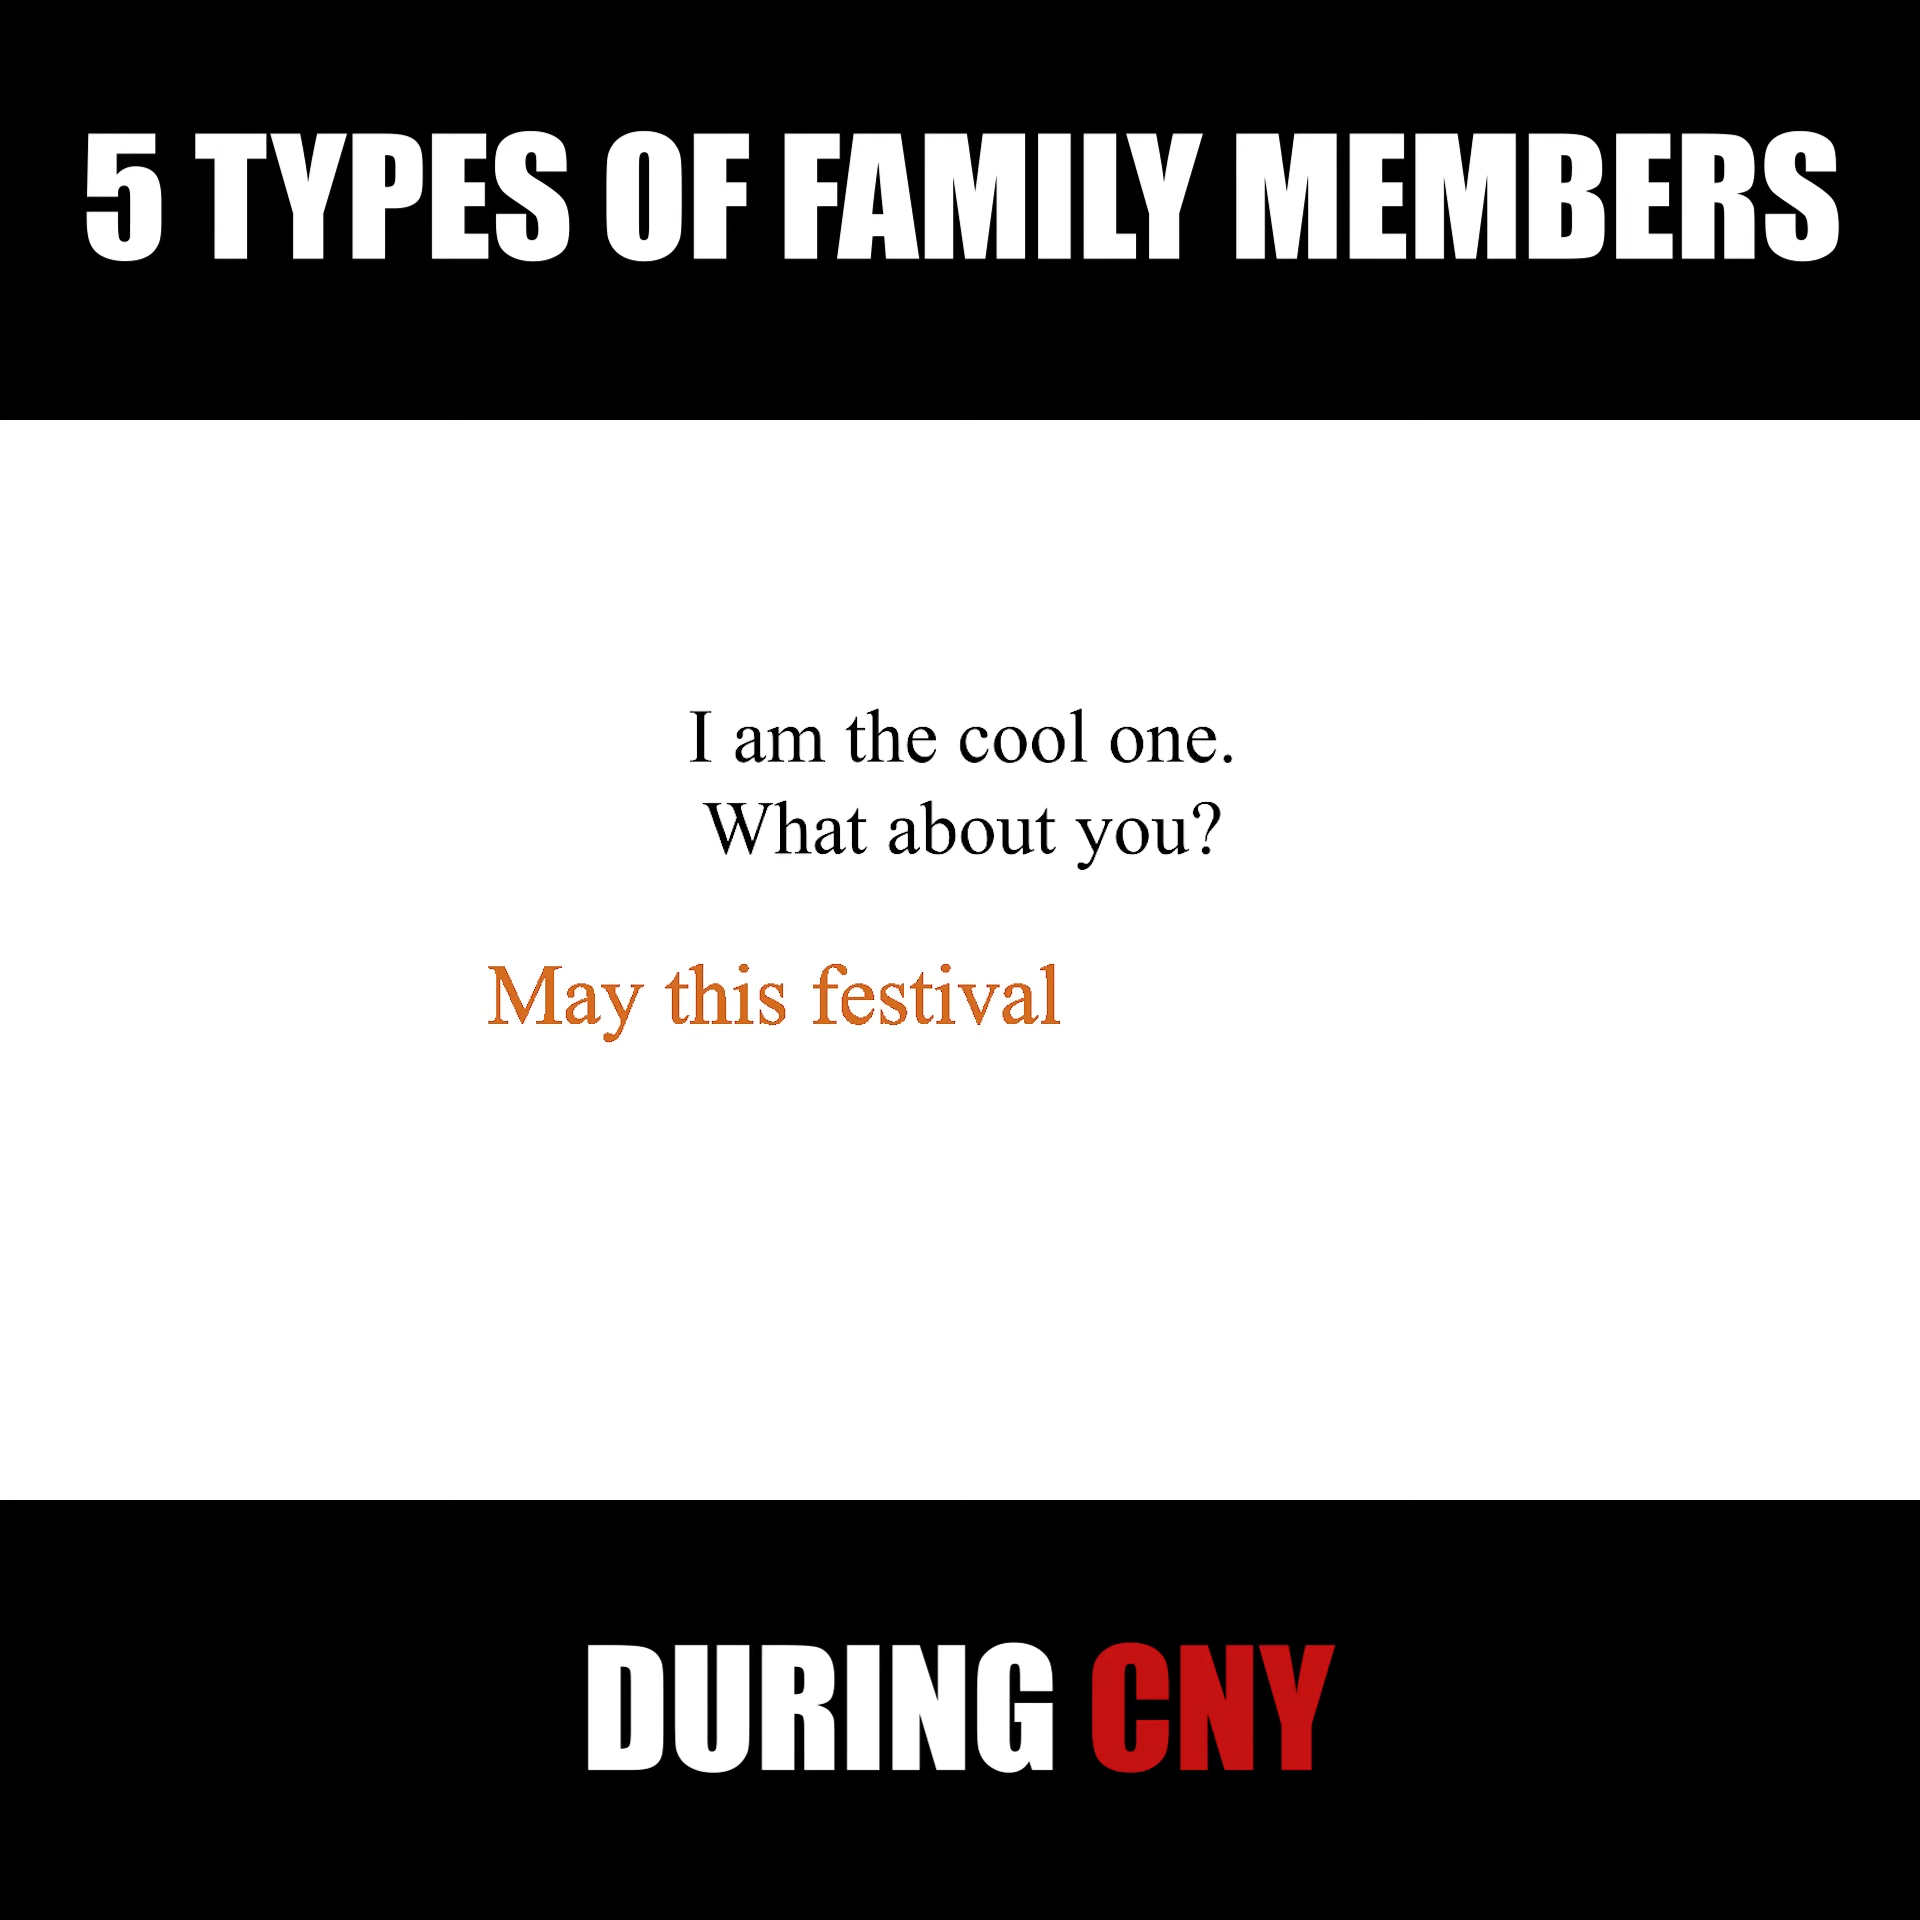 5 TYPES OF FAMILY MEMBERS
I am the cool one.
What about you?
May this festival
DURING CNY